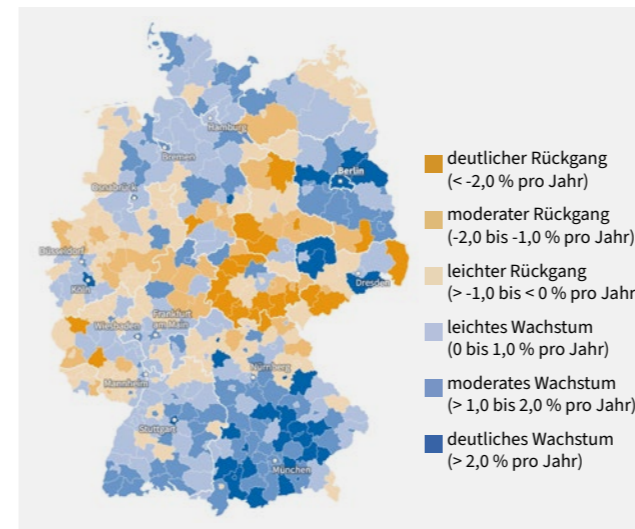 Hamburg
Bremen
Berlin
Osnabrück
Düsseldorf
Köln
Dresden
Frankfurt
am Main
Wiesbaden
Mannheim
Nürnberg
Stuttgart
München
deutlicher Rückgang
(< -2,0 % pro Jahr)
moderater Rückgang
(-2,0 bis -1,0 % pro Jahr)
leichter Rückgang
(> -1,0 bis < 0 % pro Jahr
leichtes Wachstum
(0 bis 1,0 % pro Jahr)
moderates Wachstum
(> 1,0 bis 2,0 % pro Jahr)
deutliches Wachstum
(> 2,0 % pro Jahr)